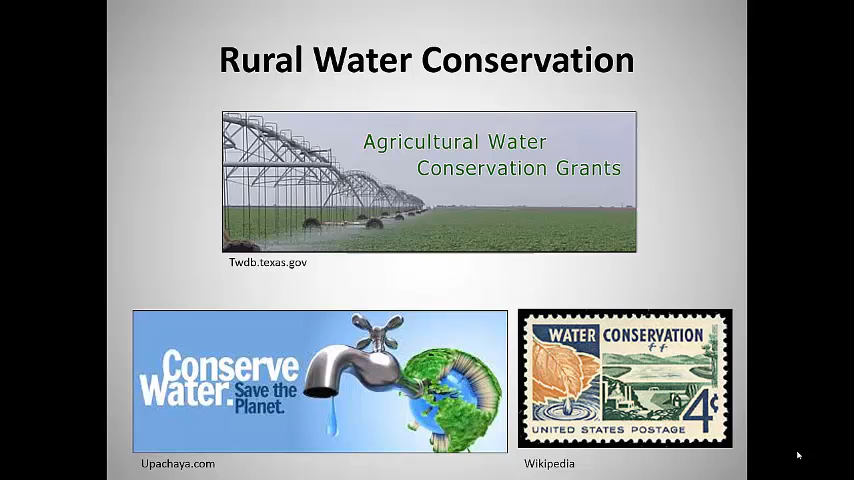 Rural Water Conservation
Agricultural Water
Conservation Grants
Twdb.texas.gov
Conserve
Water.
Save the
Planet.
Upachaya.com
WATER CONSERVATION
4¢
UNITED STATES POSTAGE
Wikipedia